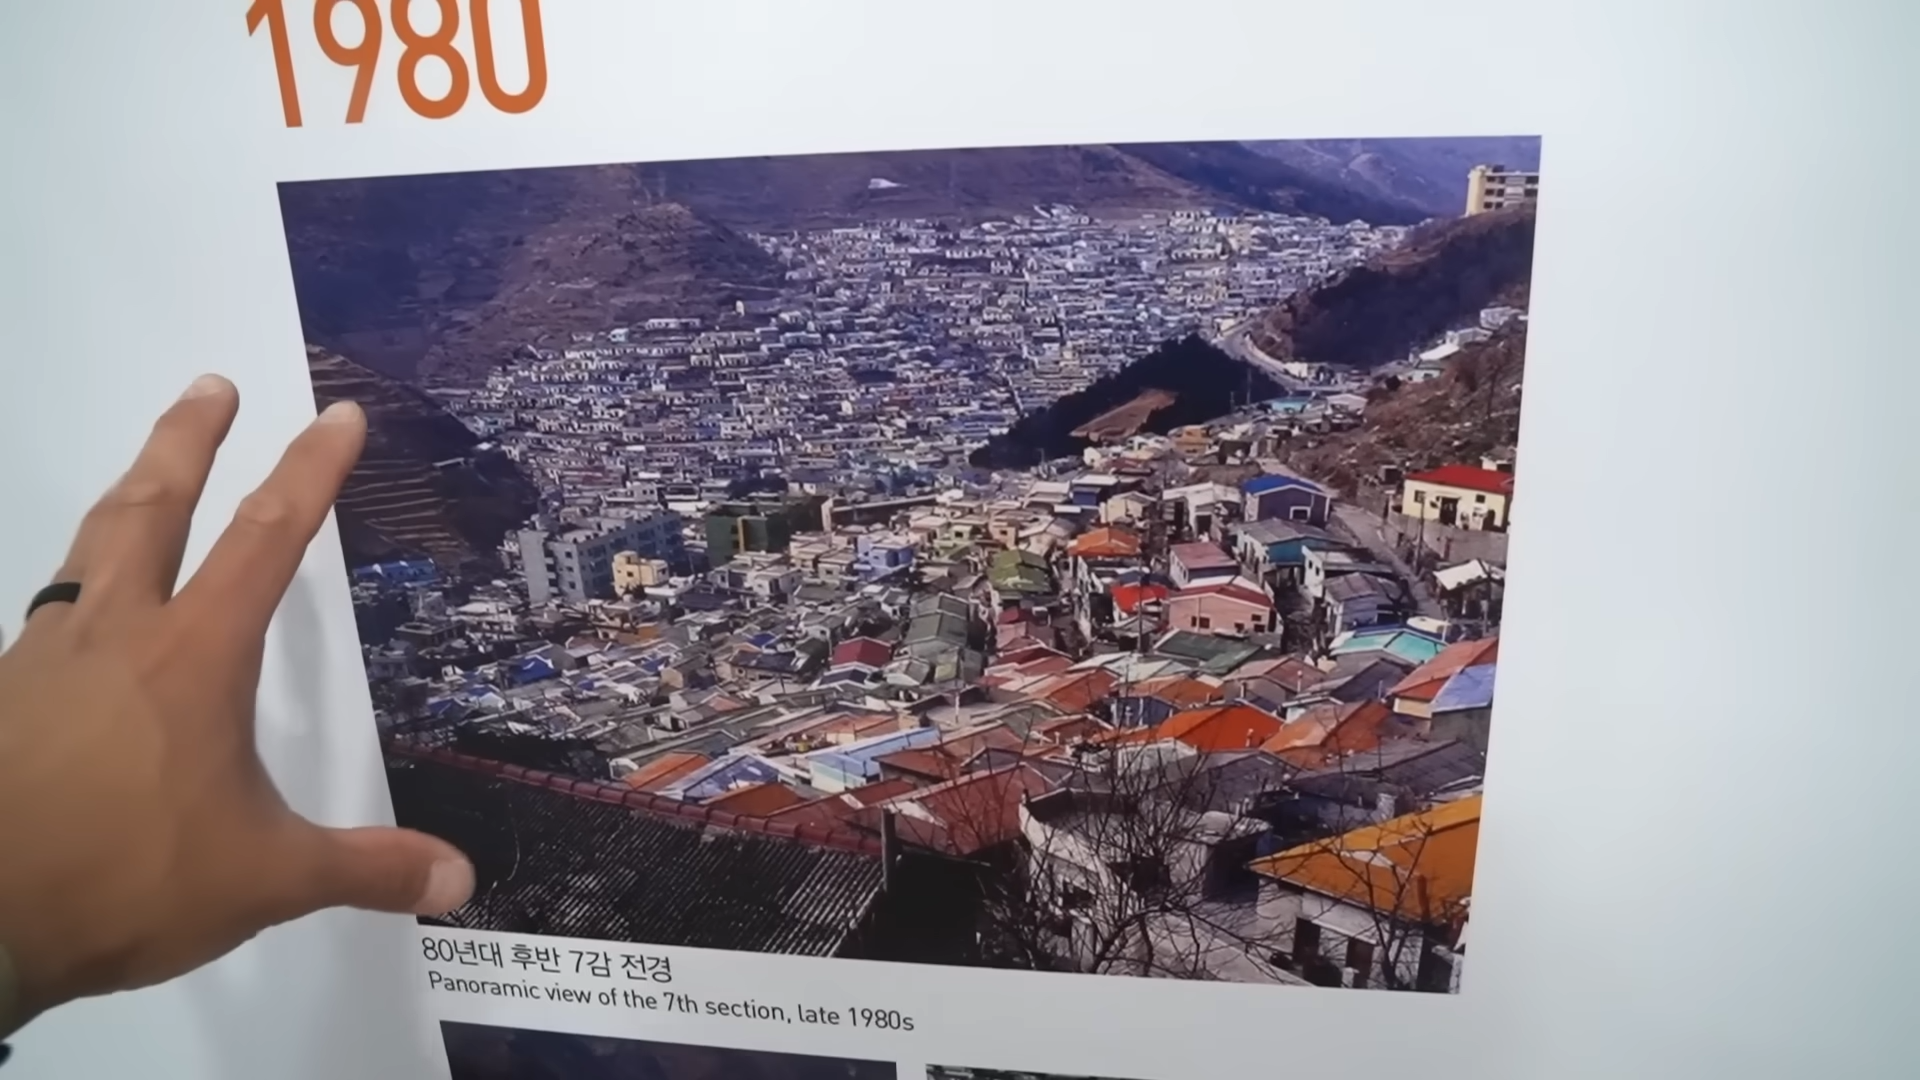 1980
80년대 후반 7감 전경
Panoramic view of the 7th section, late 1980s